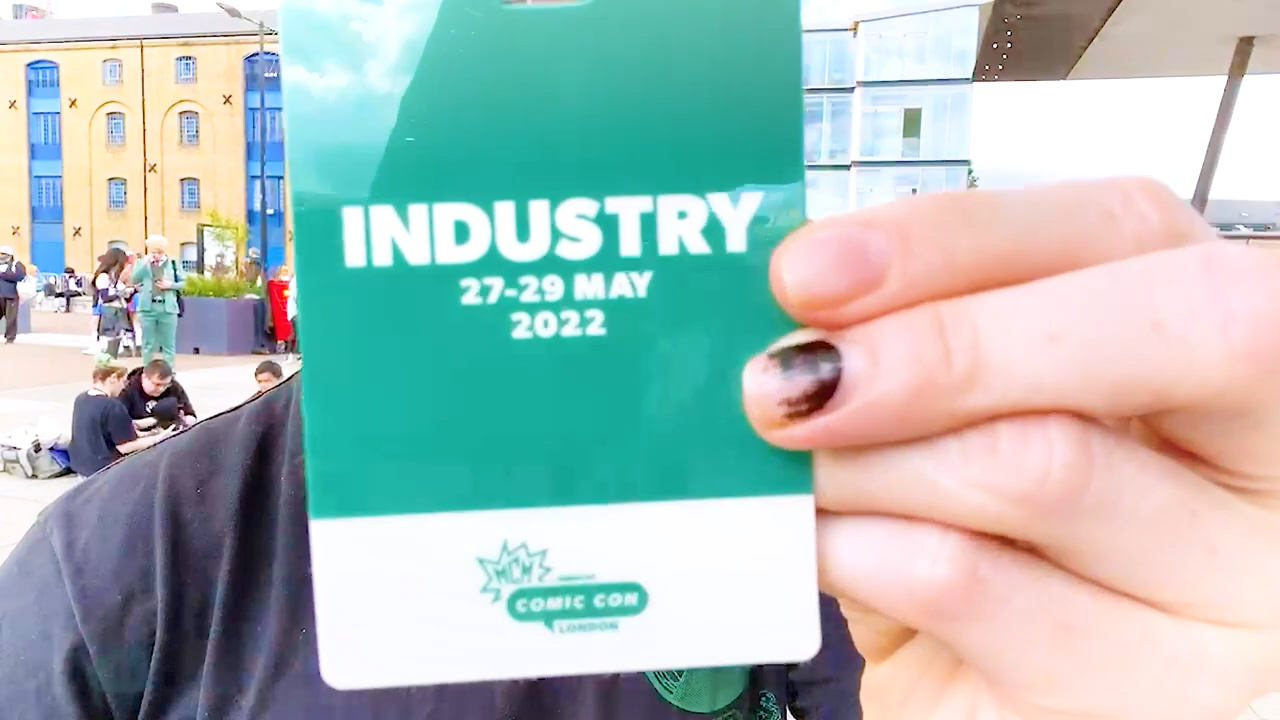 INDUSTRY
27-29 MAY
2022
MCM
COMIC CON
LONDON